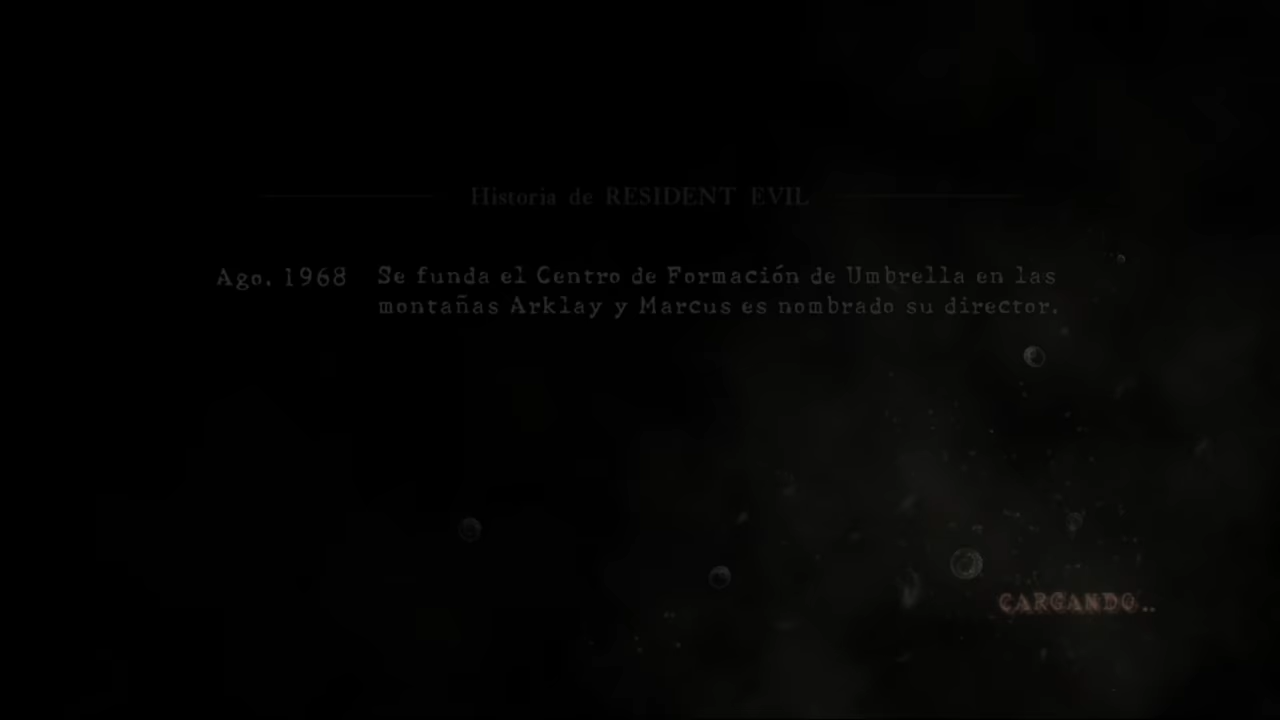 Historia de RESIDENT EVIL
Ago. 1968 Se funda el Centro de Formación de Umbrella en las
montañas Arklay y Marcus es nombrado su director.
CARGANDO..